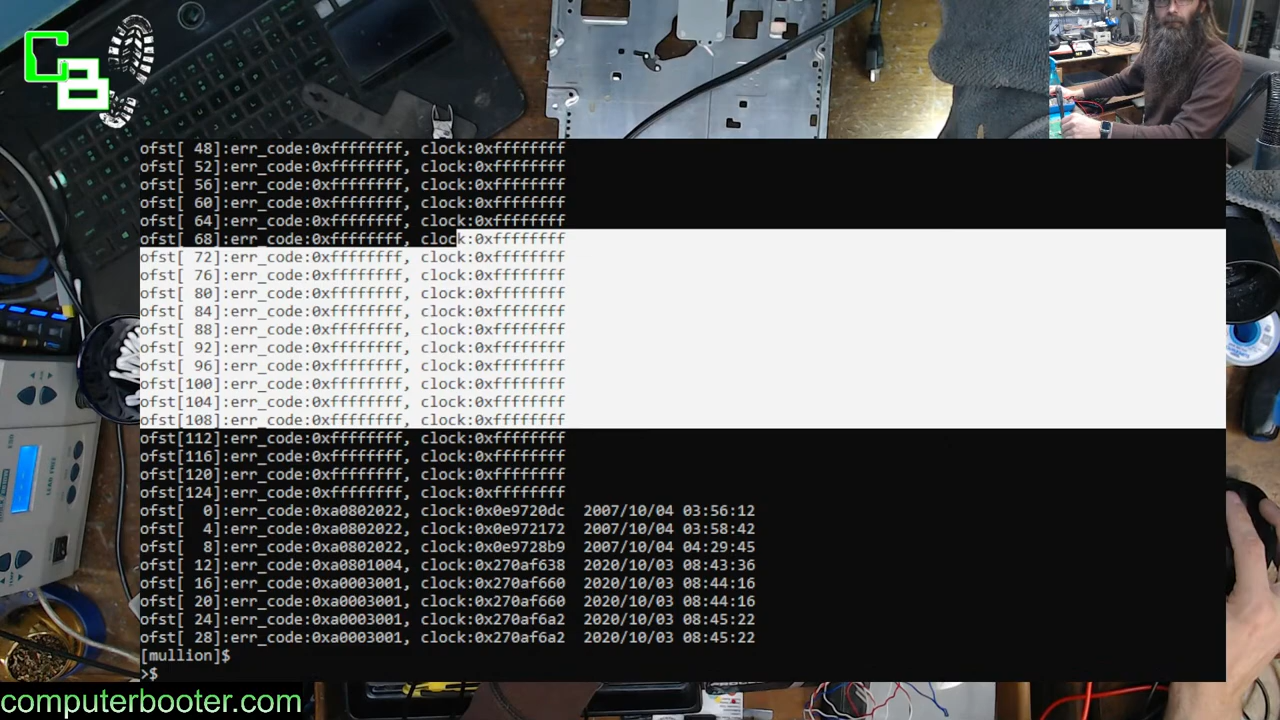 CB
ofst[ 48]:err_code:0xffffffff, clock:0xffffffff
ofst[ 52]:err_code:0xffffffff, clock:0xffffffff
ofst[ 56]:err_code:0xffffffff, clock:0xffffffff
ofst[ 60]:err_code:0xffffffff, clock:0xffffffff
ofst[ 64]:err_code:0xffffffff, clock:0xffffffff
ofst[ 68]:err_code:0xffffffff, clock:0xffffffff
ofst[ 72]:err_code:0xffffffff, clock:0xffffffff
ofst[ 76]:err_code:0xffffffff, clock:0xffffffff
ofst[ 80]:err_code:0xffffffff, clock:0xffffffff
ofst[ 84]:err_code:0xffffffff, clock:0xffffffff
ofst[ 88]:err_code:0xffffffff, clock:0xffffffff
ofst[ 92]:err_code:0xffffffff, clock:0xffffffff
ofst[ 96]:err_code:0xffffffff, clock:0xffffffff
ofst[100]:err_code:0xffffffff, clock:0xffffffff
ofst[104]:err_code:0xffffffff, clock:0xffffffff
ofst[108]:err_code:0xffffffff, clock:0xffffffff
ofst[112]:err_code:0xffffffff, clock:0xffffffff
ofst[116]:err_code:0xffffffff, clock:0xffffffff
ofst[120]:err_code:0xffffffff, clock:0xffffffff
ofst[124]:err_code:0xffffffff, clock:0xffffffff
ofst[  0]:err_code:0xa0802022, clock:0x0e9720dc  2007/10/04 03:56:12
ofst[  4]:err_code:0xa0802022, clock:0x0e972172  2007/10/04 03:58:42
ofst[  8]:err_code:0xa0802022, clock:0x0e9728b9  2007/10/04 04:29:45
ofst[ 12]:err_code:0xa0801004, clock:0x270af638  2020/10/03 08:43:36
ofst[ 16]:err_code:0xa0003001, clock:0x270af660  2020/10/03 08:44:16
ofst[ 20]:err_code:0xa0003001, clock:0x270af660  2020/10/03 08:44:16
ofst[ 24]:err_code:0xa0003001, clock:0x270af6a2  2020/10/03 08:45:22
ofst[ 28]:err_code:0xa0003001, clock:0x270af6a2  2020/10/03 08:45:22
[mullion]$
>$
computerbooter.com